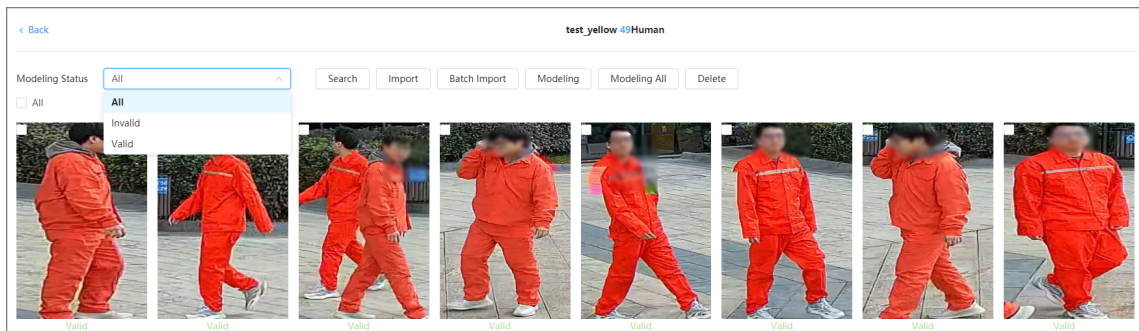 < Back
test_yellow 49Human
Modeling Status All Search Import Batch Import Modeling Modeling All Delete
All All
Invalid
Valid
Valid Valid Valid Valid Valid Valid Valid Valid